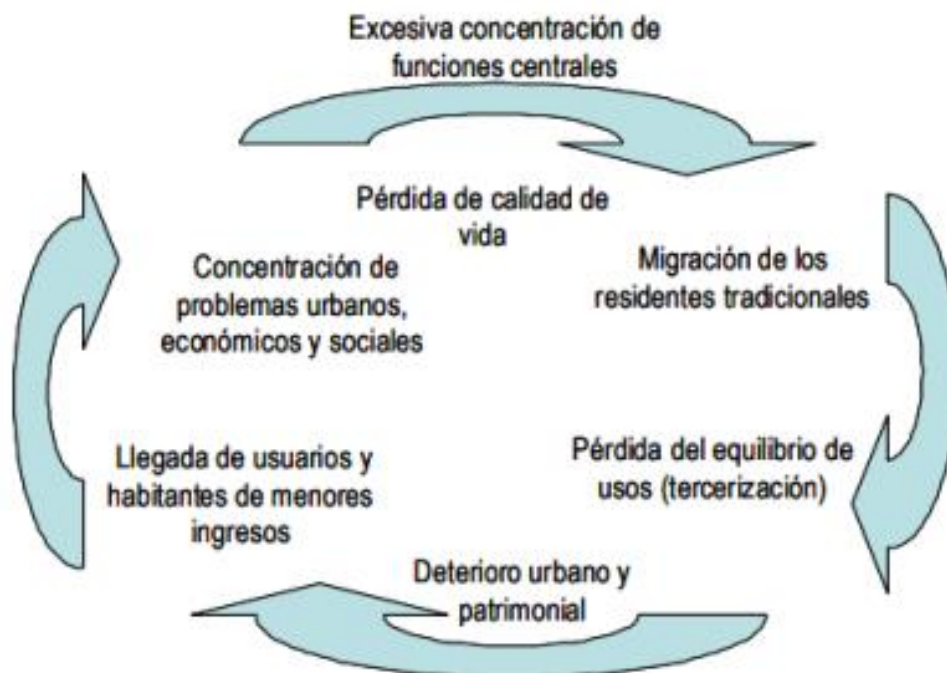 Excesiva concentración de
funciones centrales
Pérdida de calidad de
vida
Migración de los
residentes tradicionales
Concentración de
problemas urbanos,
económicos y sociales
Pérdida del equilibrio de
usos (tercerización)
Llegada de usuarios y
habitantes de menores
ingresos
Deterioro urbano y
patrimonial